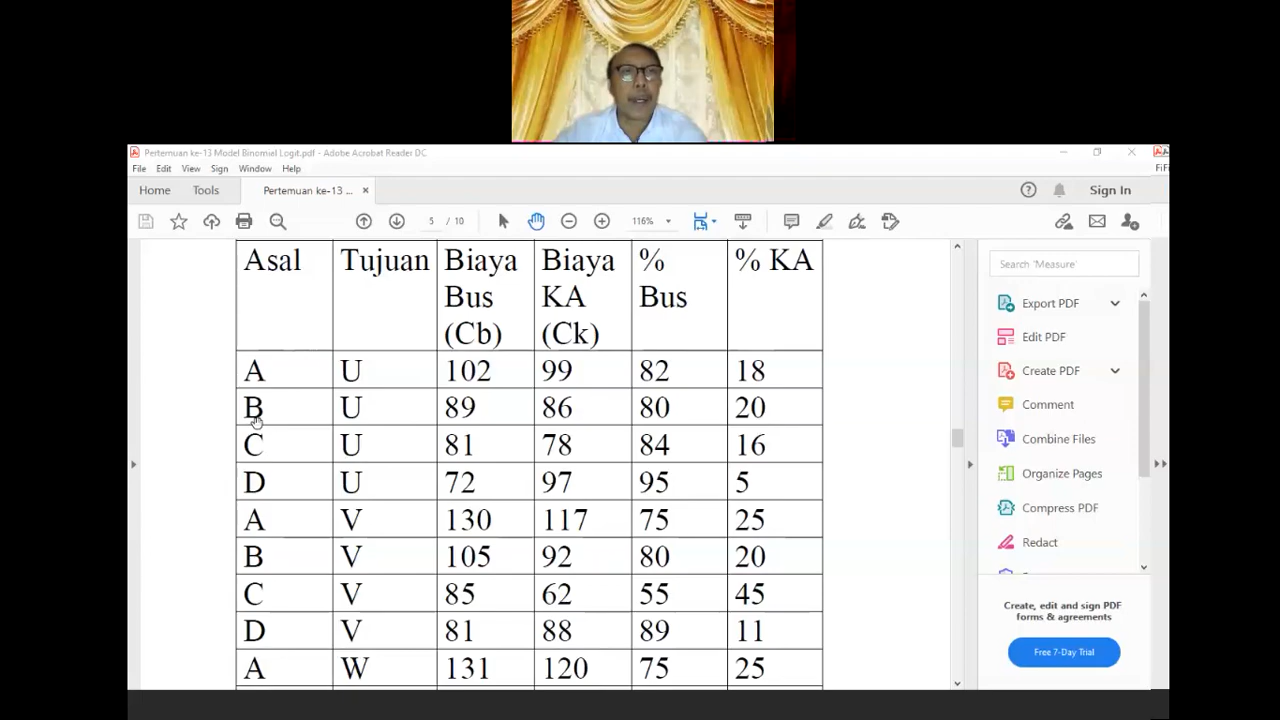 Pertemuan ke-13 Model Binomial Logit.pdf - Adobe Acrobat Reader DC
File Edit View Sign Window Help
FiFi
Home Tools Pertemuan ke-13 ... × Sign In
5 / 10 116%
Asal Tujuan Biaya Bus (Cb) Biaya KA (Ck) % Bus % KA
A U 102 99 82 18
B U 89 86 80 20
C U 81 78 84 16
D U 72 97 95 5
A V 130 117 75 25
B V 105 92 80 20
C V 85 62 55 45
D V 81 88 89 11
A W 131 120 75 25
Search 'Measure'
Export PDF
Edit PDF
Create PDF
Comment
Combine Files
Organize Pages
Compress PDF
Redact
Create, edit and sign PDF
forms & agreements
Free 7-Day Trial